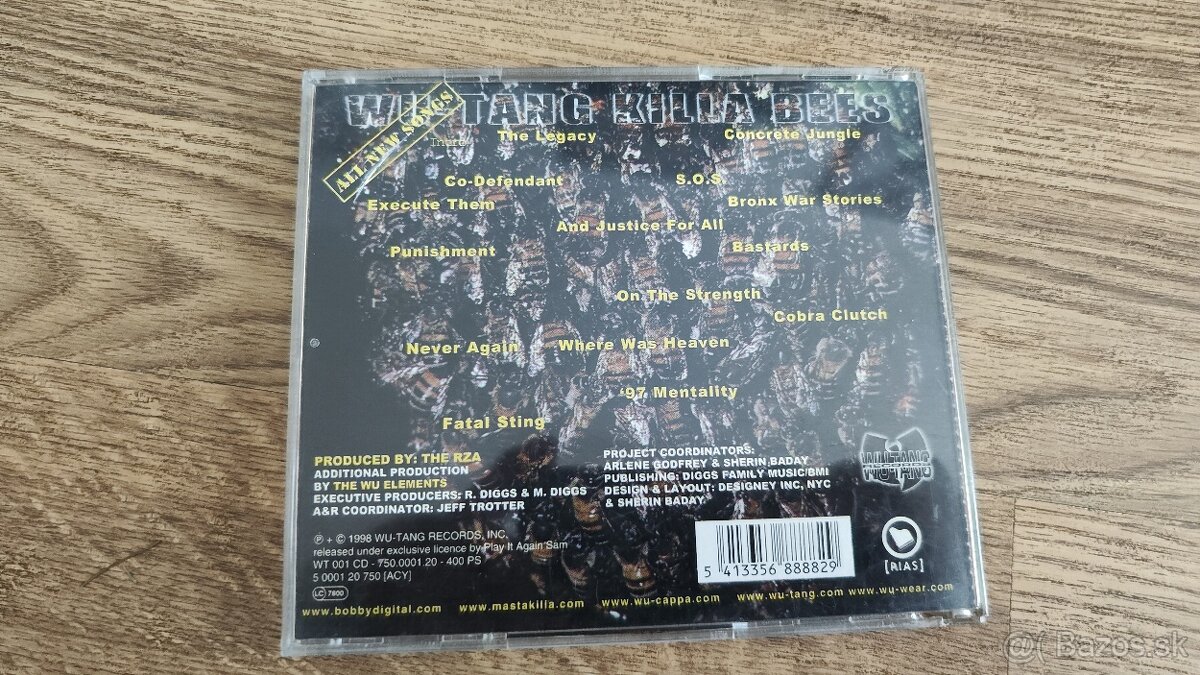 WU-TANG KILLA BEES
ALL NEW SONGS
Intro
The Legacy
Concrete Jungle
Co-Defendant
S.O.S.
Execute Them
Bronx War Stories
And Justice For All
Punishment
Bastards
On The Strength
Cobra Clutch
Never Again
Where Was Heaven
'97 Mentality
Fatal Sting
PRODUCED BY: THE RZA
ADDITIONAL PRODUCTION
BY THE WU ELEMENTS
EXECUTIVE PRODUCERS: R. DIGGS & M. DIGGS
A&R COORDINATOR: JEFF TROTTER
PROJECT COORDINATORS:
ARLENE GODFREY & SHERIN BADAY
PUBLISHING: DIGGS FAMILY MUSIC/BMI
DESIGN & LAYOUT: DESIGNEY INC, NYC
& SHERIN BADAY.
WU-TANG
℗ + © 1998 WU-TANG RECORDS, INC.
released under exclusive licence by Play It Again Sam
WT 001 CD - 750.0001.20 - 400 PS
5 0001 20 750 [ACY]
LC 7800
5 413356 888829
[PIAS]
www.bobbydigital.com www.mastakilla.com www.wu-cappa.com www.wu-tang.com www.wu-wear.com
Bazos.sk